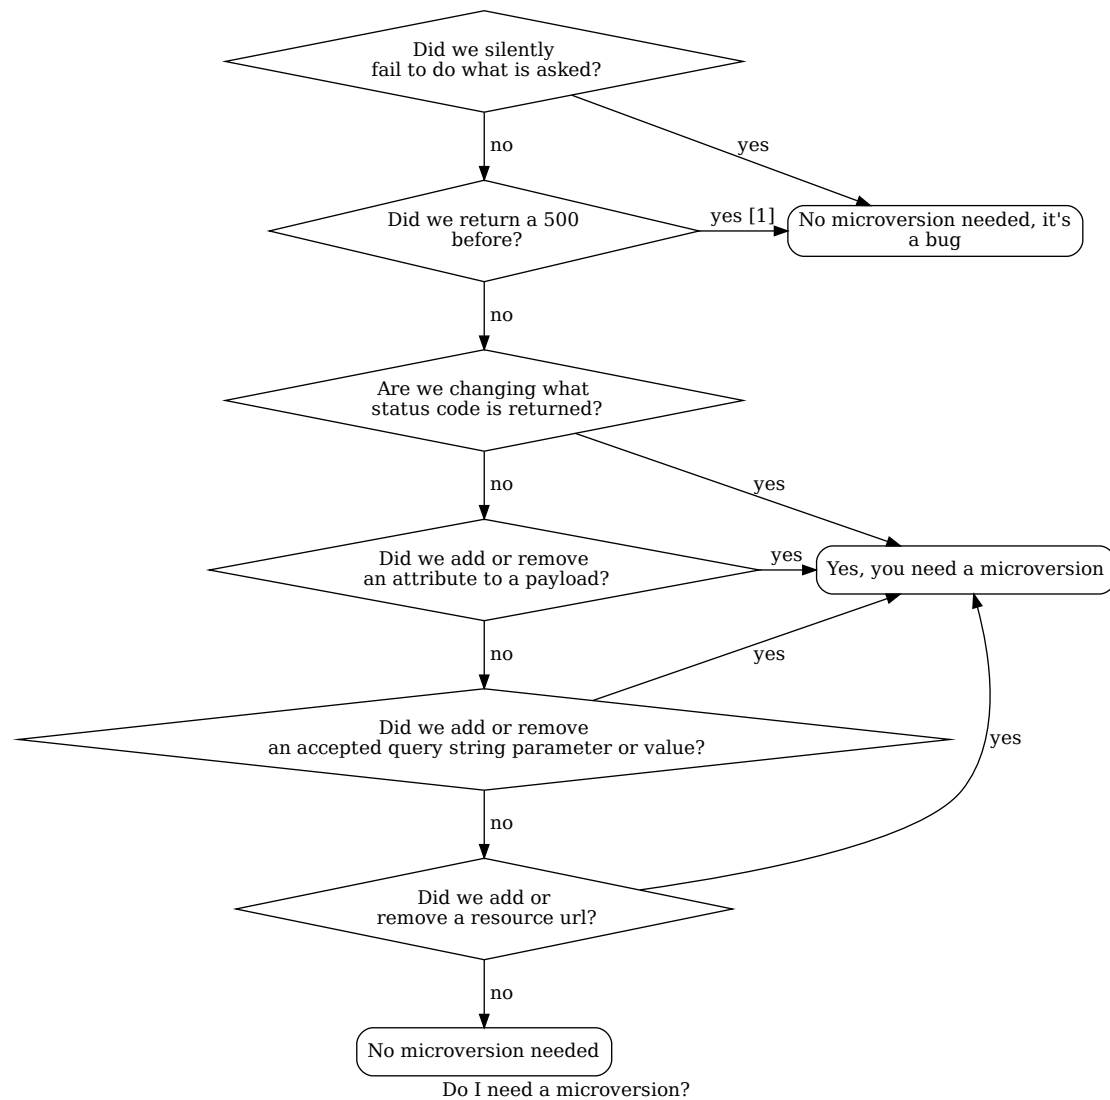 Did we silently
fail to do what is asked?
yes
no
Did we return a 500
before?
yes [1]
No microversion needed, it's
a bug
no
Are we changing what
status code is returned?
yes
no
Did we add or remove
an attribute to a payload?
yes
Yes, you need a microversion
no
yes
Did we add or remove
an accepted query string parameter or value?
yes
no
Did we add or
remove a resource url?
no
No microversion needed
Do I need a microversion?